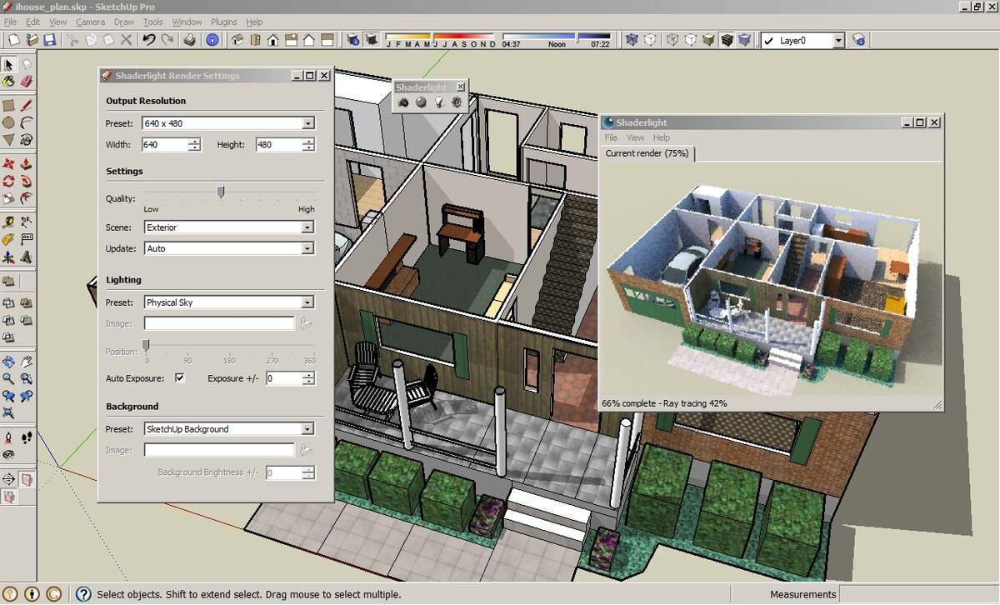 ihouse_plan.skp - SketchUp Pro
File Edit View Camera Draw Tools Window Plugins Help
J F M A M J J A S O N D 04:37 Noon 07:22 Layer0
Shaderlight Render Settings
Output Resolution
Preset: 640 x 480
Width: 640 Height: 480
Settings
Quality:
Low High
Scene: Exterior
Update: Auto
Lighting
Preset: Physical Sky
Image:
Position:
0 90 180 270 360
Auto Exposure: Exposure +/- 0
Background
Preset: SketchUp Background
Image:
Background Brightness +/- 0
Shaderlight
Shaderlight
File View Help
Current render (75%)
66% complete - Ray tracing 42%
Select objects. Shift to extend select. Drag mouse to select multiple.
Measurements